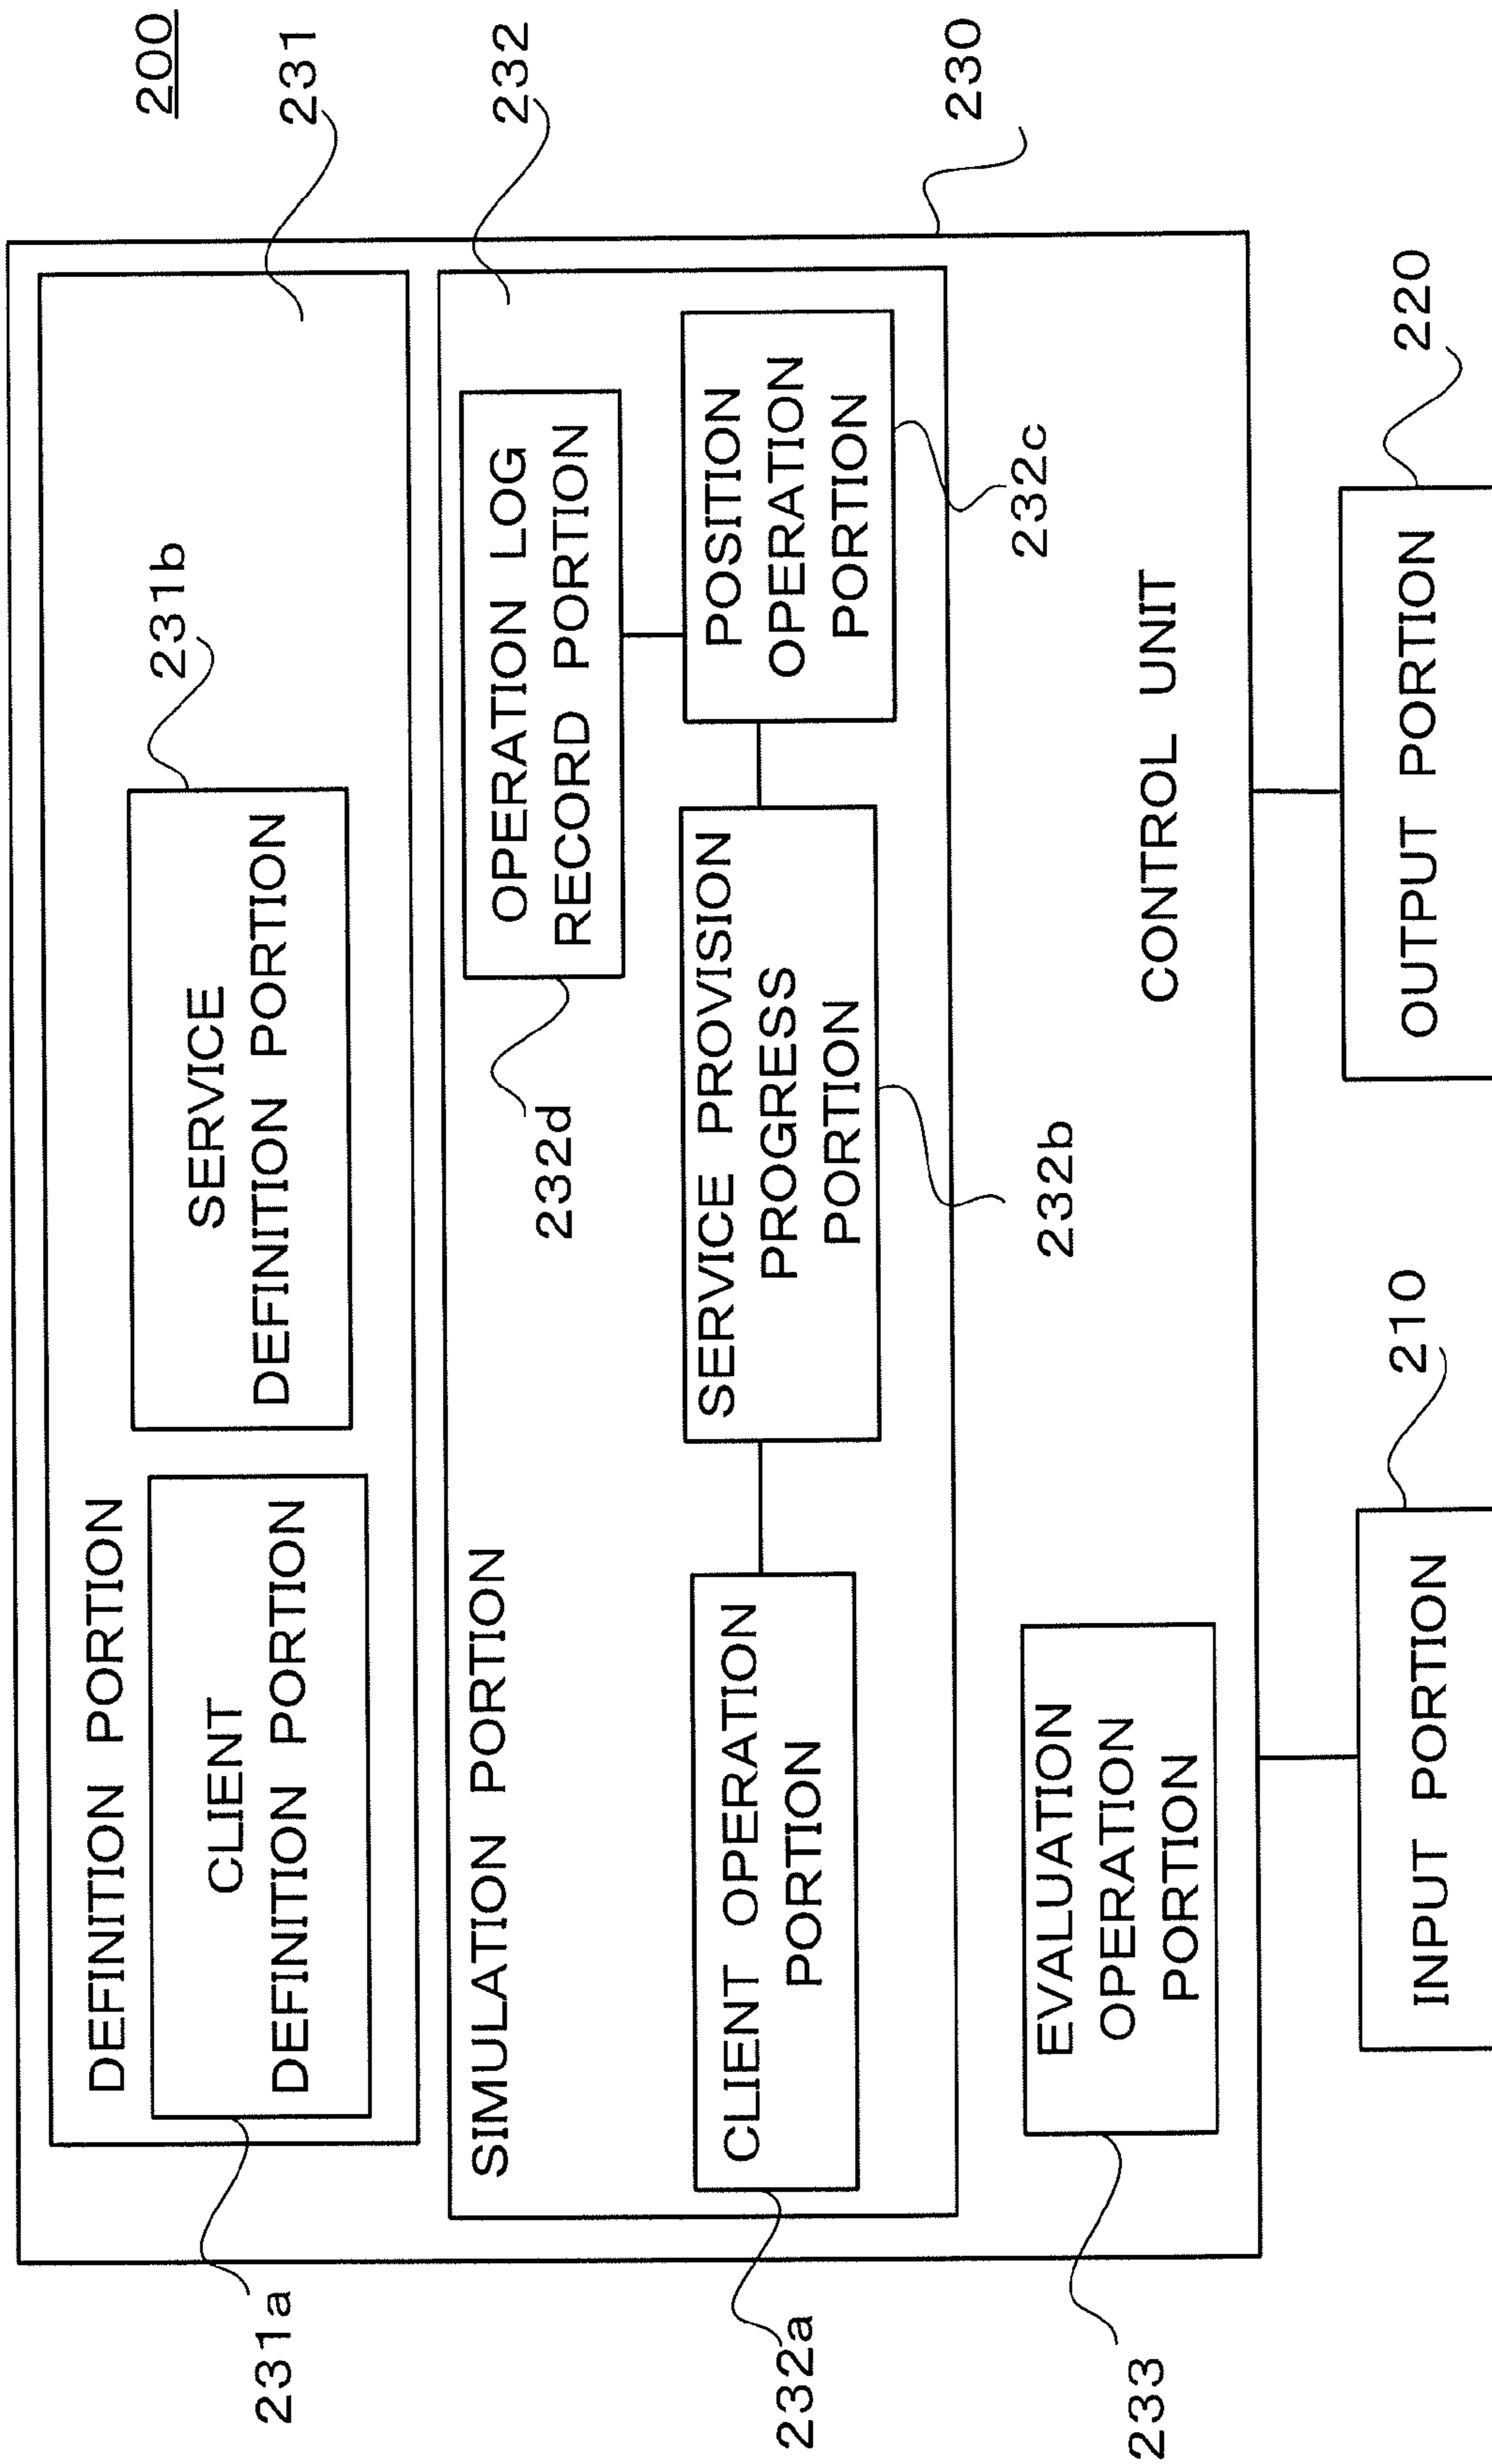 200
231
DEFINITION PORTION
231a
CLIENT
DEFINITION PORTION
231b
SERVICE
DEFINITION PORTION
232
SIMULATION PORTION
232d
OPERATION LOG
RECORD PORTION
232a
CLIENT OPERATION
PORTION
SERVICE PROVISION
PROGRESS
PORTION
232b
POSITION
OPERATION
PORTION
232c
230
233
EVALUATION
OPERATION
PORTION
CONTROL UNIT
210
INPUT PORTION
220
OUTPUT PORTION